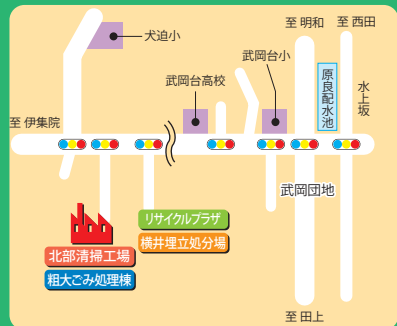 至 明和
至 西田
犬迫小
武岡台小
武岡台高校
原良配水池
水上坂
至 伊集院
武岡団地
リサイクルプラザ
横井埋立処分場
北部清掃工場
粗大ごみ処理棟
至 田上